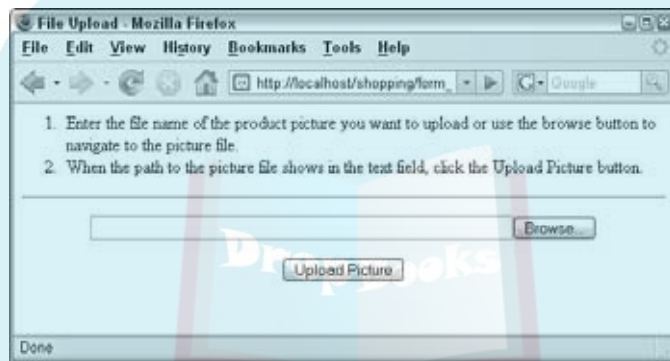 File Upload - Mozilla Firefox
File Edit View History Bookmarks Tools Help
http://localhost/shopping/form_
Google
1. Enter the file name of the product picture you want to upload or use the browse button to
navigate to the picture file.
2. When the path to the picture file shows in the text field, click the Upload Picture button.
Browse...
DropBooks
Upload Picture
Done